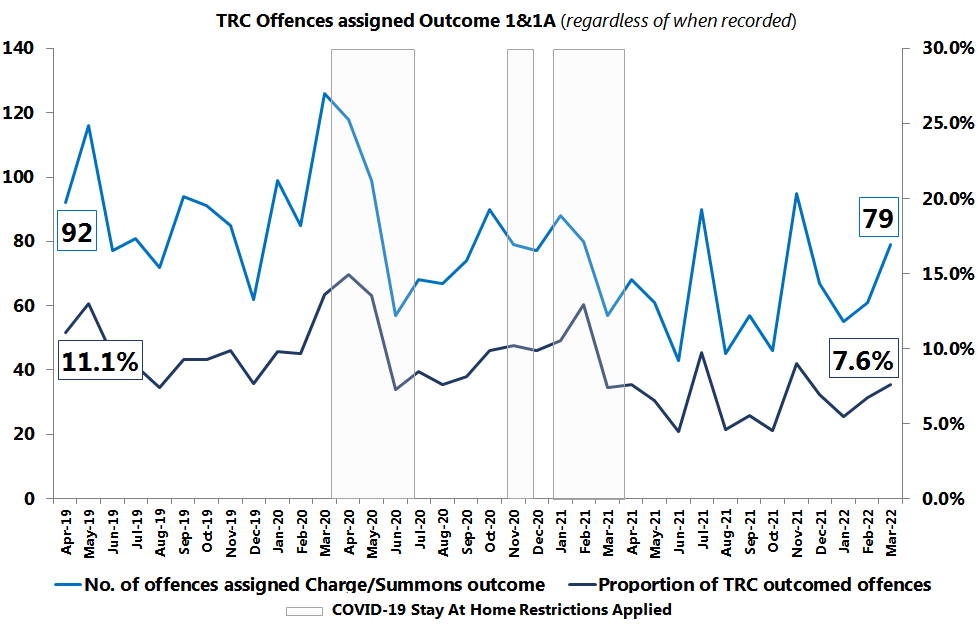 TRC Offences assigned Outcome 1&1A (regardless of when recorded)
140
120
100
80
60
40
20
0
30.0%
25.0%
20.0%
15.0%
10.0%
5.0%
0.0%
92
11.1%
79
7.6%
Apr-19
May-19
Jun-19
Jul-19
Aug-19
Sep-19
Oct-19
Nov-19
Dec-19
Jan-20
Feb-20
Mar-20
Apr-20
May-20
Jun-20
Jul-20
Aug-20
Sep-20
Oct-20
Nov-20
Dec-20
Jan-21
Feb-21
Mar-21
Apr-21
May-21
Jun-21
Jul-21
Aug-21
Sep-21
Oct-21
Nov-21
Dec-21
Jan-22
Feb-22
Mar-22
No. of offences assigned Charge/Summons outcome
Proportion of TRC outcomed offences
COVID-19 Stay At Home Restrictions Applied